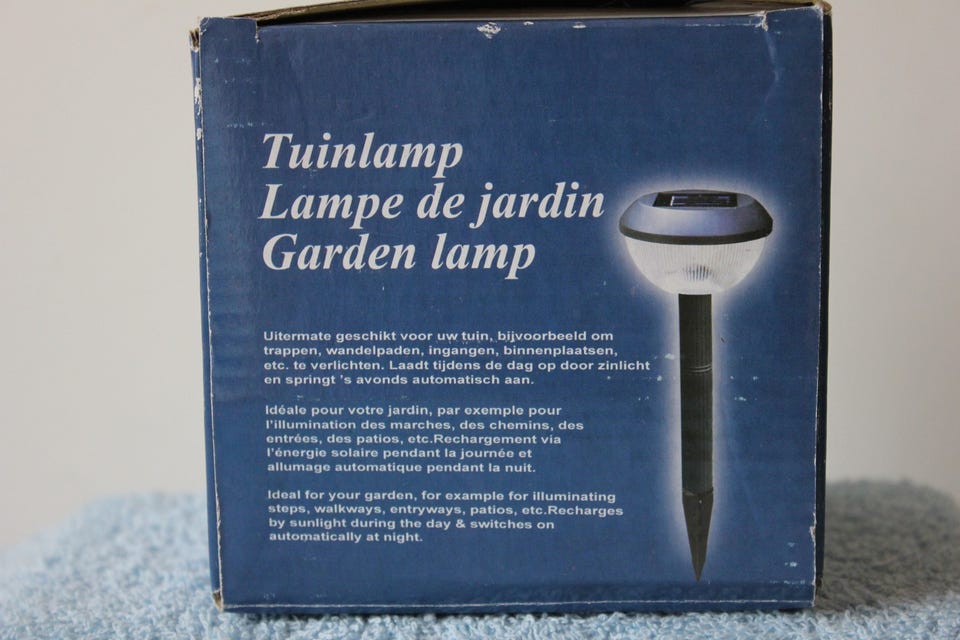 Tuinlamp
Lampe de jardin
Garden lamp
Uitermate geschikt voor uw tuin, bijvoorbeeld om
trappen, wandelpaden, ingangen, binnenplaatsen,
etc. te verlichten. Laadt tijdens de dag op door zinlicht
en springt 's avonds automatisch aan.
Idéale pour votre jardin, par exemple pour
l'illumination des marches, des chemins, des
entrées, des patios, etc.Rechargement via
l'énergie solaire pendant la journée et
allumage automatique pendant la nuit.
Ideal for your garden, for example for illuminating
steps, walkways, entryways, patios, etc.Recharges
by sunlight during the day & switches on
automatically at night.